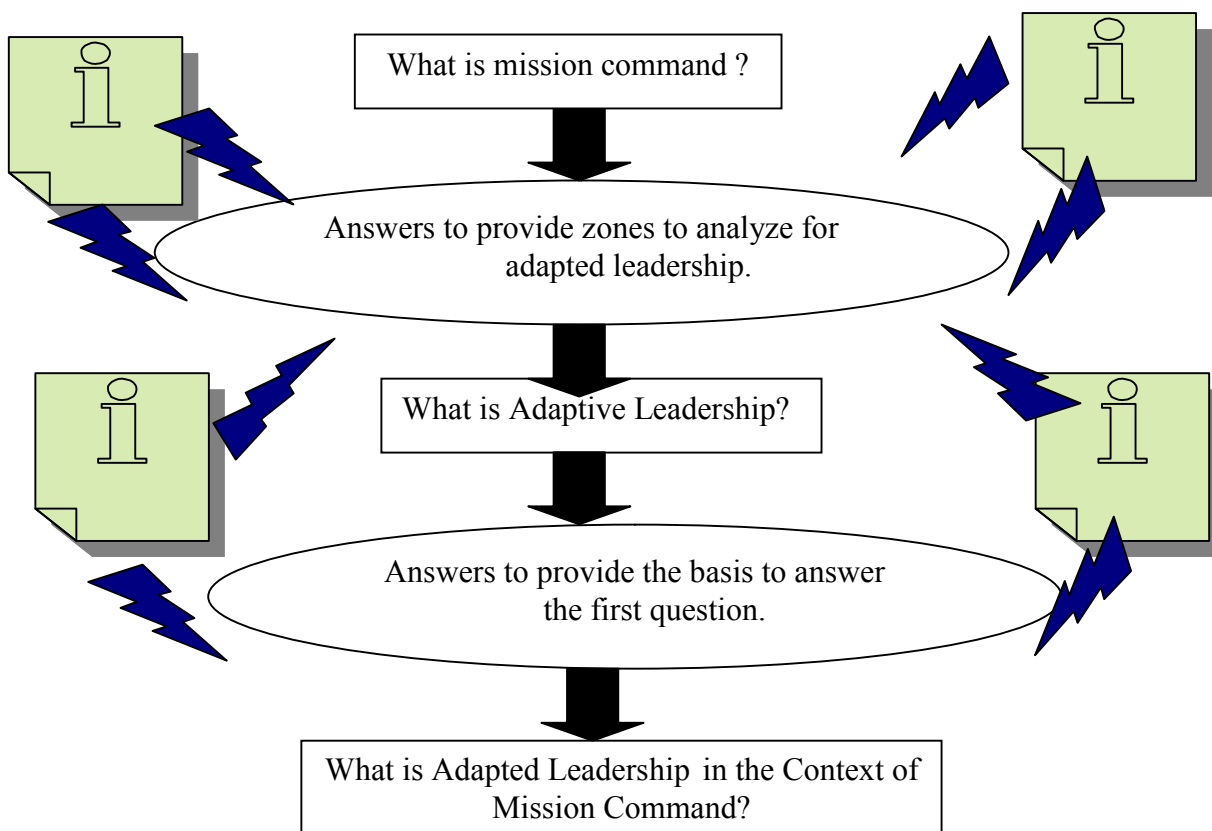 What is mission command ?
i
i
Answers to provide zones to analyze for
adapted leadership.
What is Adaptive Leadership?
i
i
Answers to provide the basis to answer
the first question.
What is Adapted Leadership in the Context of
Mission Command?